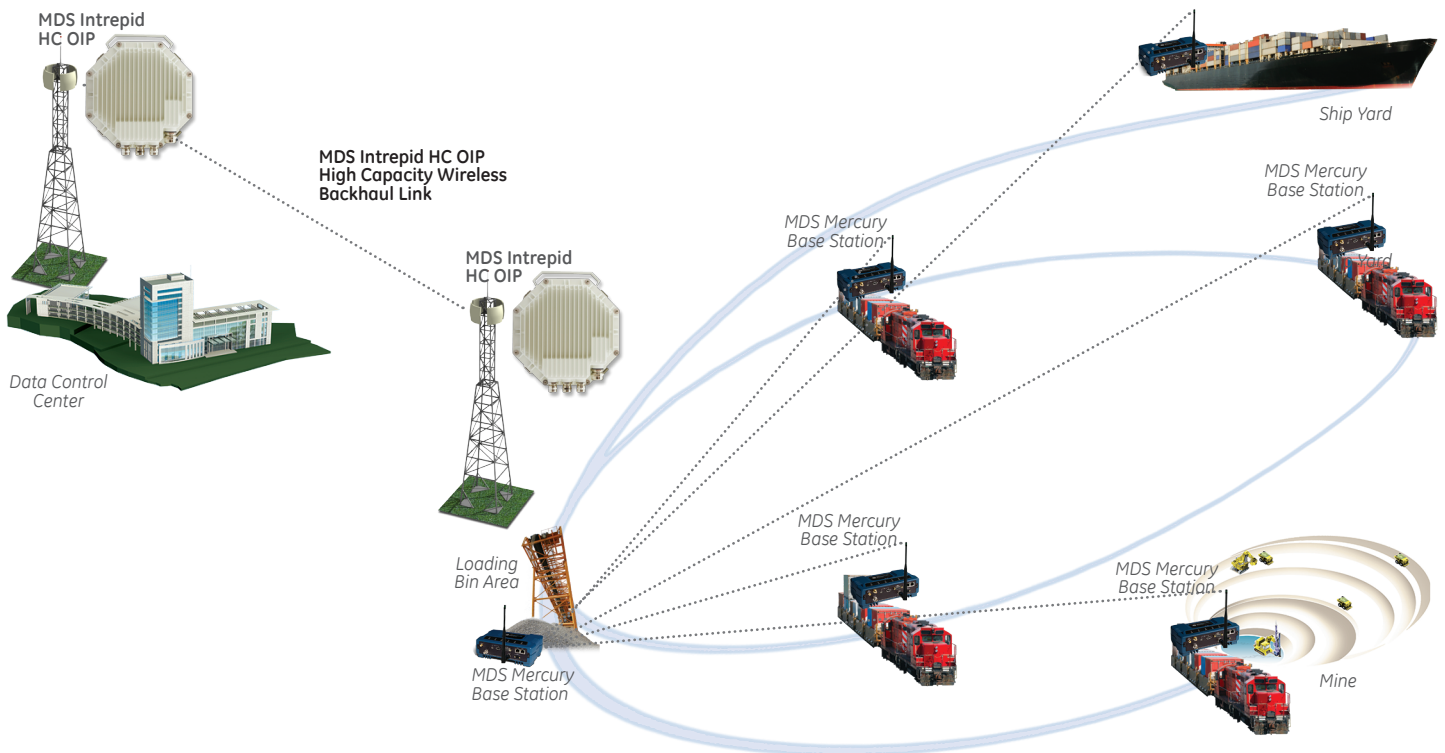 MDS Intrepid
HC OIP
MDS Intrepid HC OIP
High Capacity Wireless
Backhaul Link
MDS Intrepid
HC OIP
Data Control
Center
Ship Yard
MDS Mercury
Base Station
Yard
MDS Mercury
Base Station
MDS Mercury
Base Station
Loading
Bin Area
MDS Mercury
Base Station
MDS Mercury
Base Station
Mine